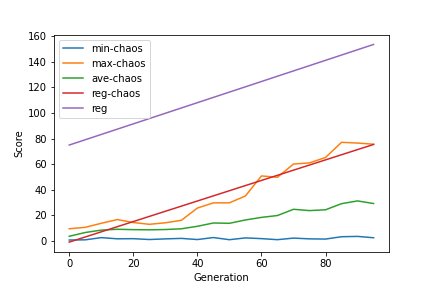 160
140
120
100
80
60
40
20
0
Score
min-chaos
max-chaos
ave-chaos
reg-chaos
reg
0 20 40 60 80
Generation